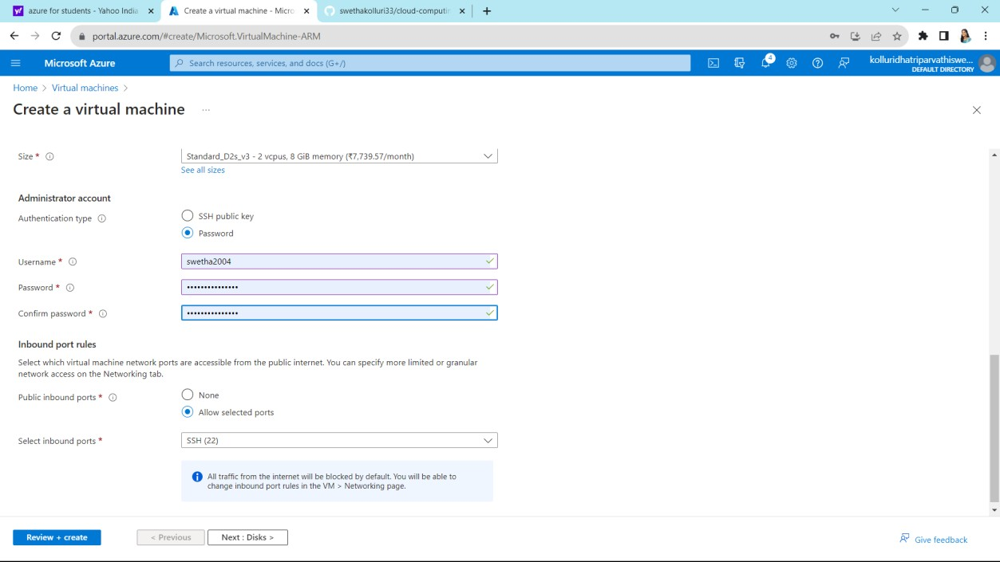 azure for students - Yahoo India
Create a virtual machine - Micro
swethakolluri33/cloud-computin
portal.azure.com/#create/Microsoft.VirtualMachine-ARM
Microsoft Azure
Search resources, services, and docs (G+/)
4
kolluridhatriparvathiswe...
DEFAULT DIRECTORY
Home > Virtual machines >
Create a virtual machine ...
Size *
Standard_D2s_v3 - 2 vcpus, 8 GiB memory (₹7,739.57/month)
See all sizes
Administrator account
Authentication type
SSH public key
Password
Username *
swetha2004
Password *
•••••••••••••••
Confirm password *
•••••••••••••••
Inbound port rules
Select which virtual machine network ports are accessible from the public internet. You can specify more limited or granular
network access on the Networking tab.
Public inbound ports *
None
Allow selected ports
Select inbound ports *
SSH (22)
All traffic from the internet will be blocked by default. You will be able to
change inbound port rules in the VM > Networking page.
Review + create
< Previous
Next : Disks >
Give feedback